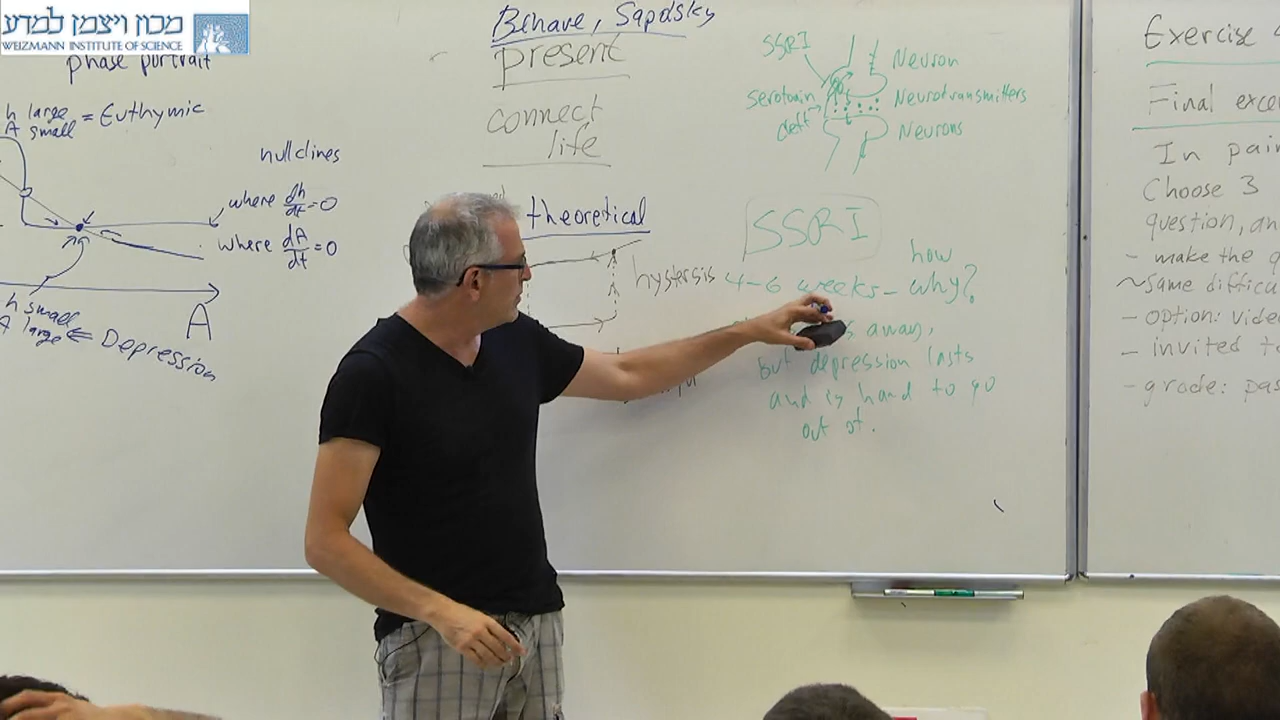 מכון ויצמן למדע
WEIZMANN INSTITUTE OF SCIENCE
phase portrait
h large
A small = Euthymic
nullclines
where dh/dt=0
where dA/dt=0
A
h small
A large ⇐ Depression
Behave, Sapolsky
present
connect
life
theoretical
hystersis
SSRI
Neuron
serotonin
Neurotransmitters
Neurons
SSRI
how
4-6 weeks - why?
away,
But depression lasts
and is hard to go
out of.
Exercise
Final exce
In pair
Choose 3
question, an
- make the q
~same difficu
- option: vide
- invited to
- grade: pas